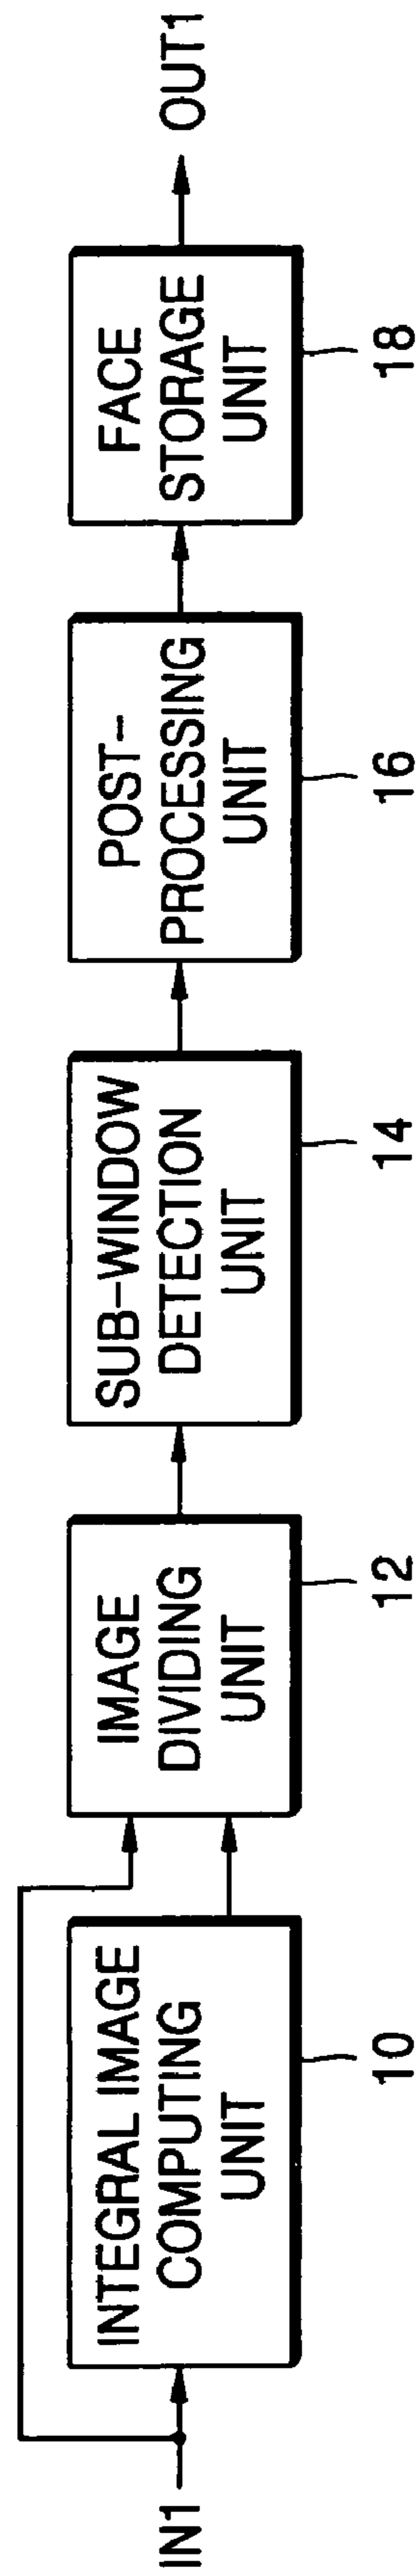 IN1
INTEGRAL IMAGE
COMPUTING
UNIT
10
IMAGE
DIVIDING
UNIT
12
SUB-WINDOW
DETECTION
UNIT
14
POST-
PROCESSING
UNIT
16
FACE
STORAGE
UNIT
18
OUT1